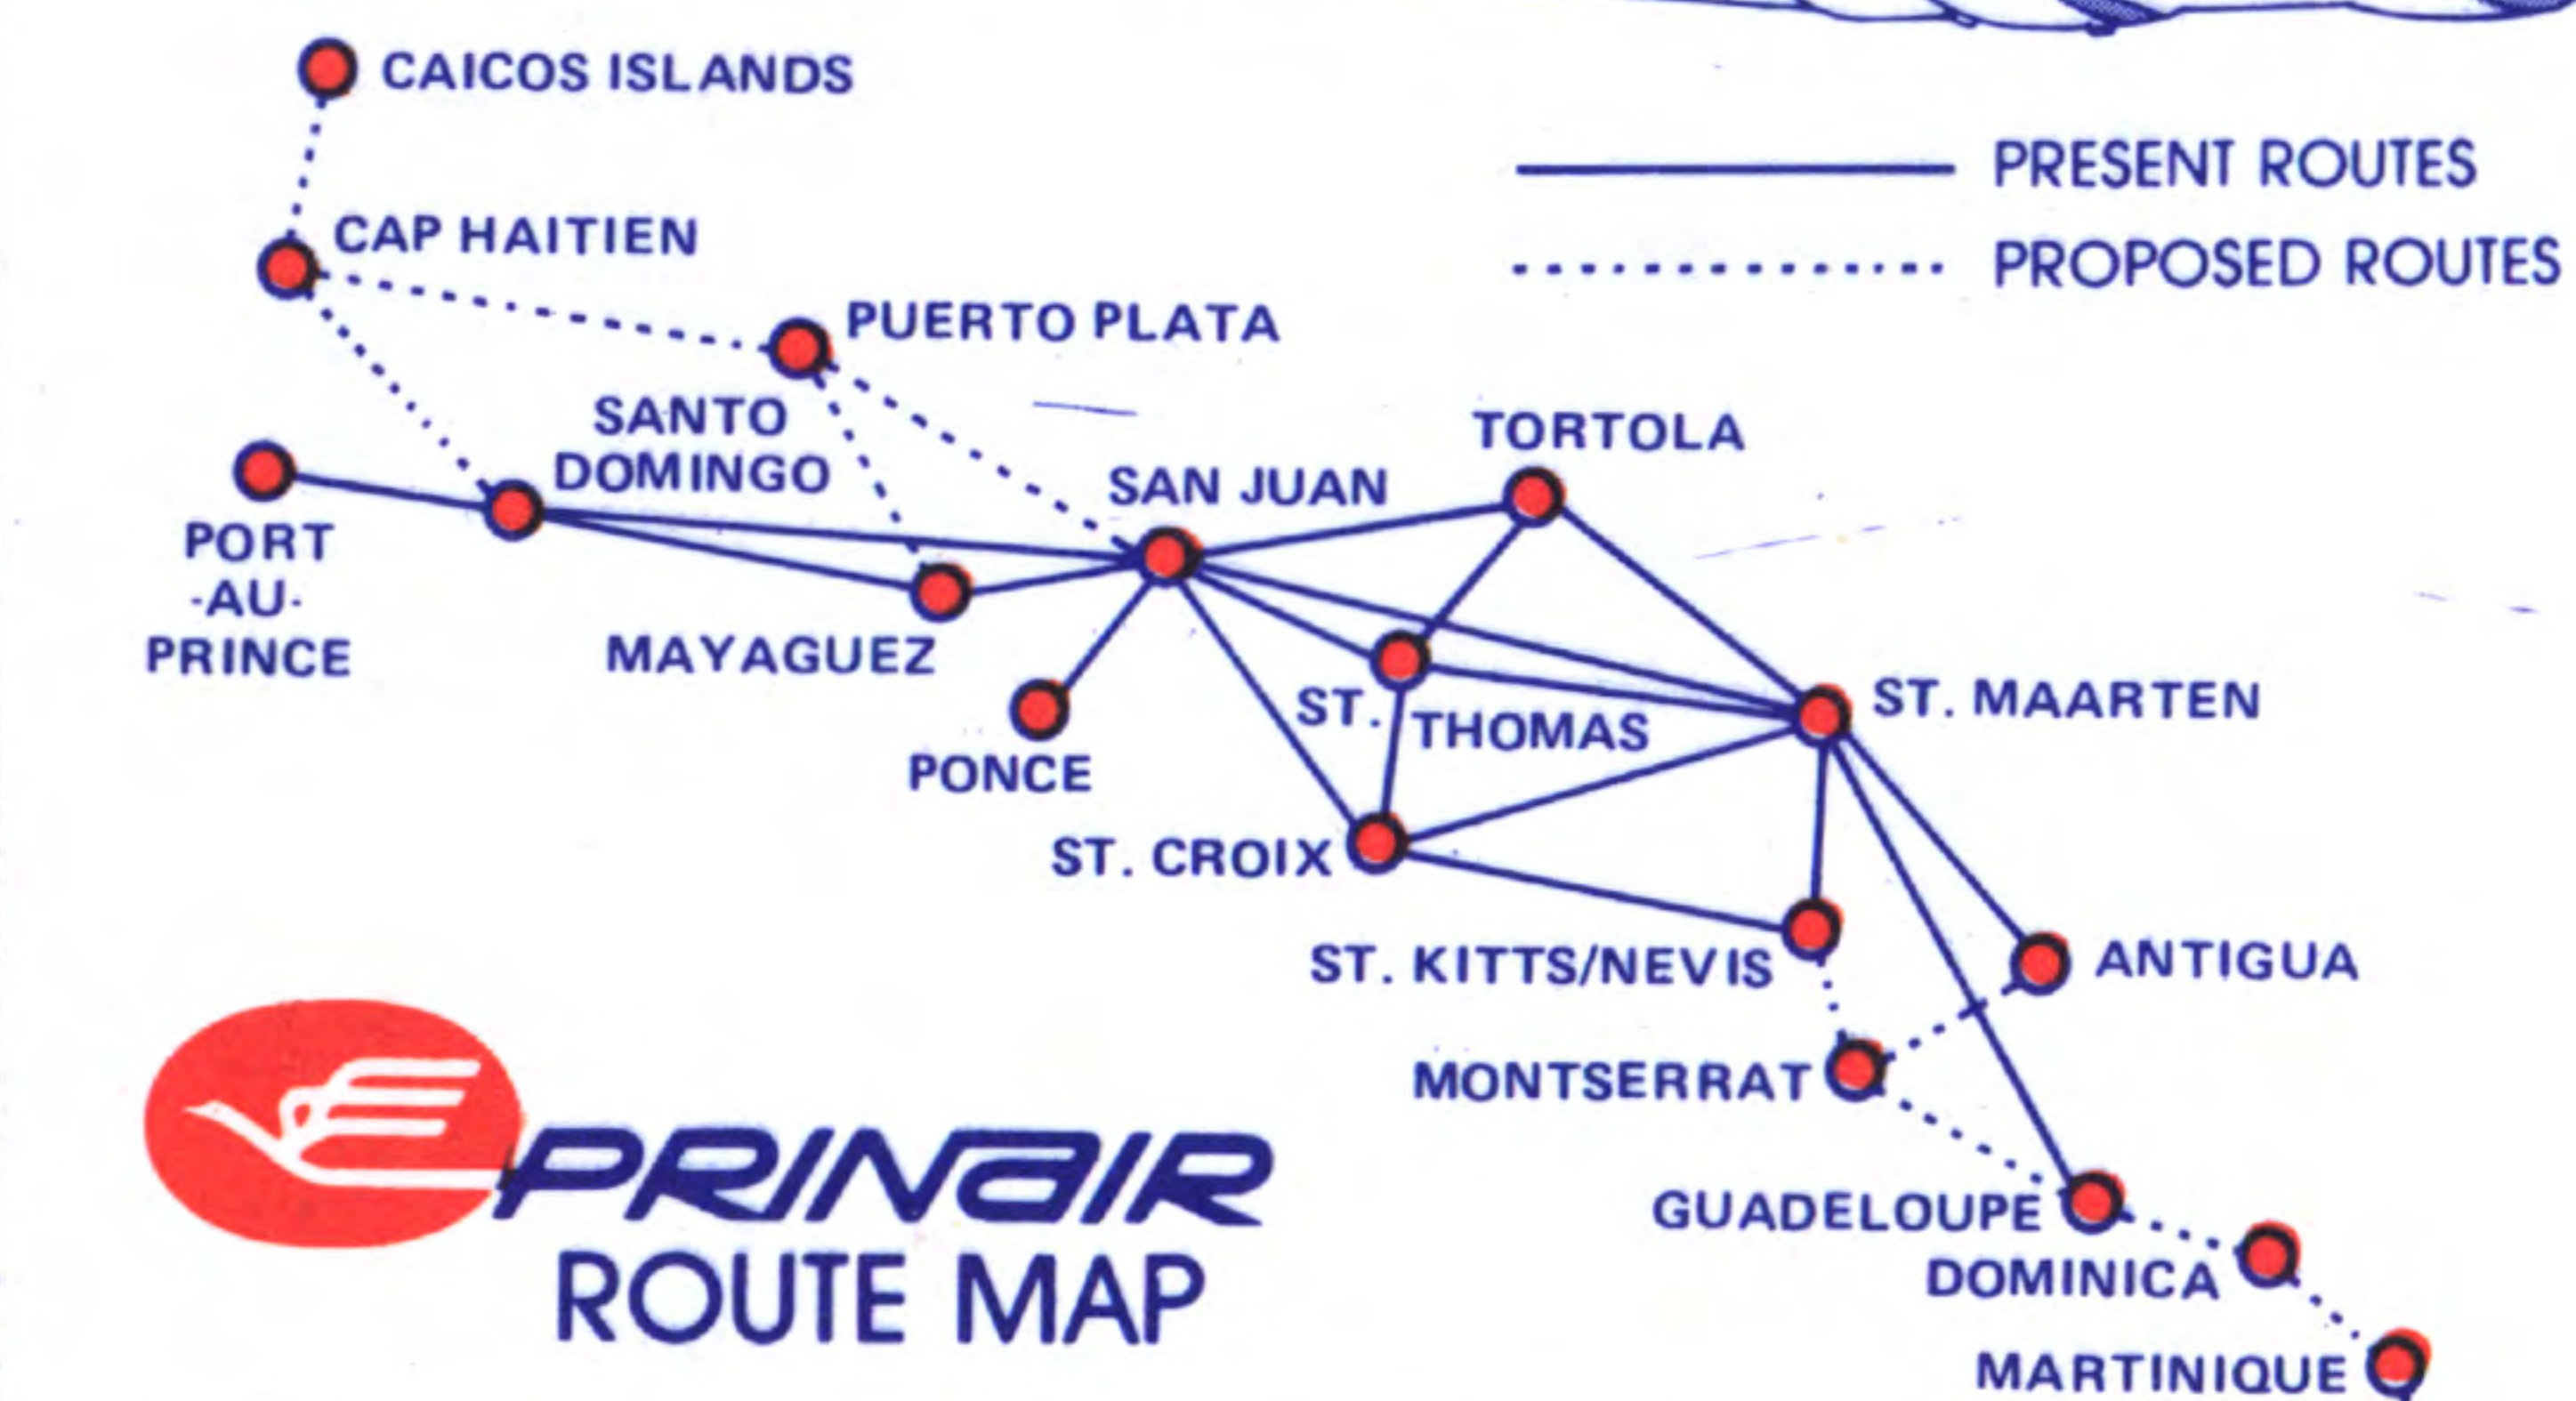 CAICOS ISLANDS
PRESENT ROUTES
CAP HAITIEN
PROPOSED ROUTES
PUERTO PLATA
SANTO
DOMINGO
TORTOLA
SAN JUAN
PORT
-AU-
PRINCE
MAYAGUEZ
ST. THOMAS
ST. MAARTEN
PONCE
ST. CROIX
ST. KITTS/NEVIS
ANTIGUA
MONTSERRAT
GUADELOUPE
DOMINICA
MARTINIQUE
PRINAIR
ROUTE MAP